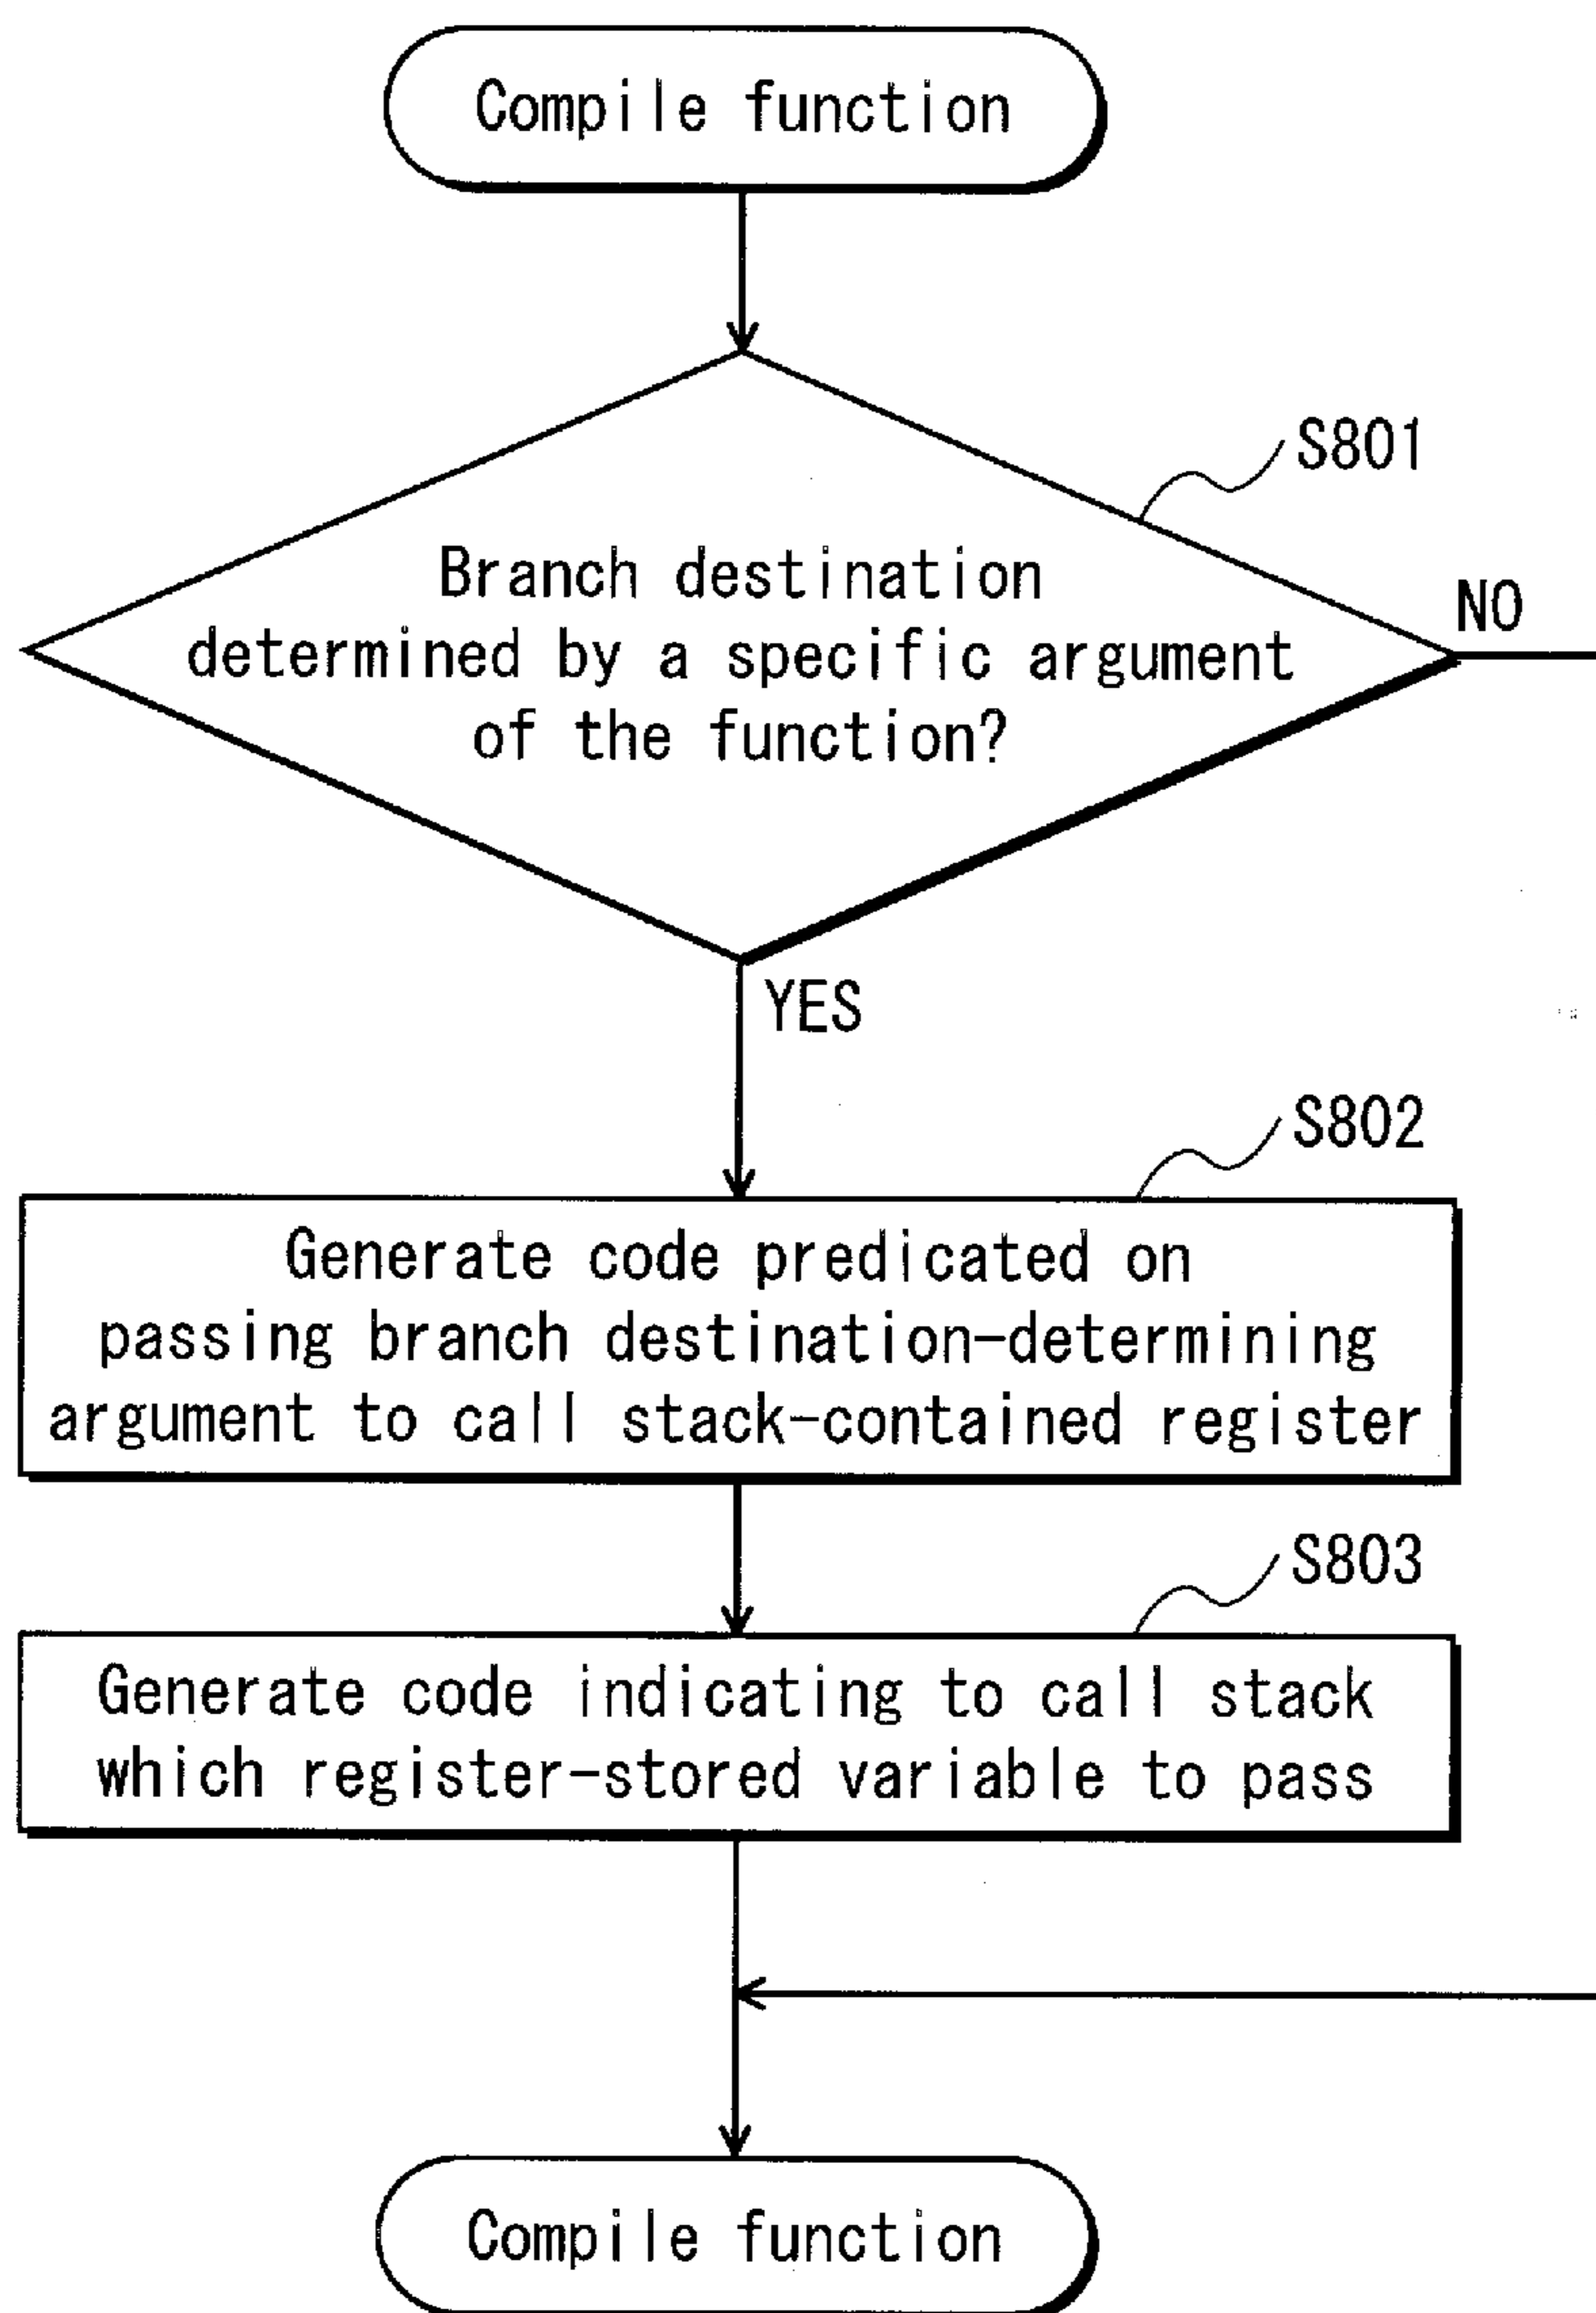 Compile function
S801
Branch destination
determined by a specific argument
of the function?
NO
YES
S802
Generate code predicated on
passing branch destination-determining
argument to call stack-contained register
S803
Generate code indicating to call stack
which register-stored variable to pass
Compile function